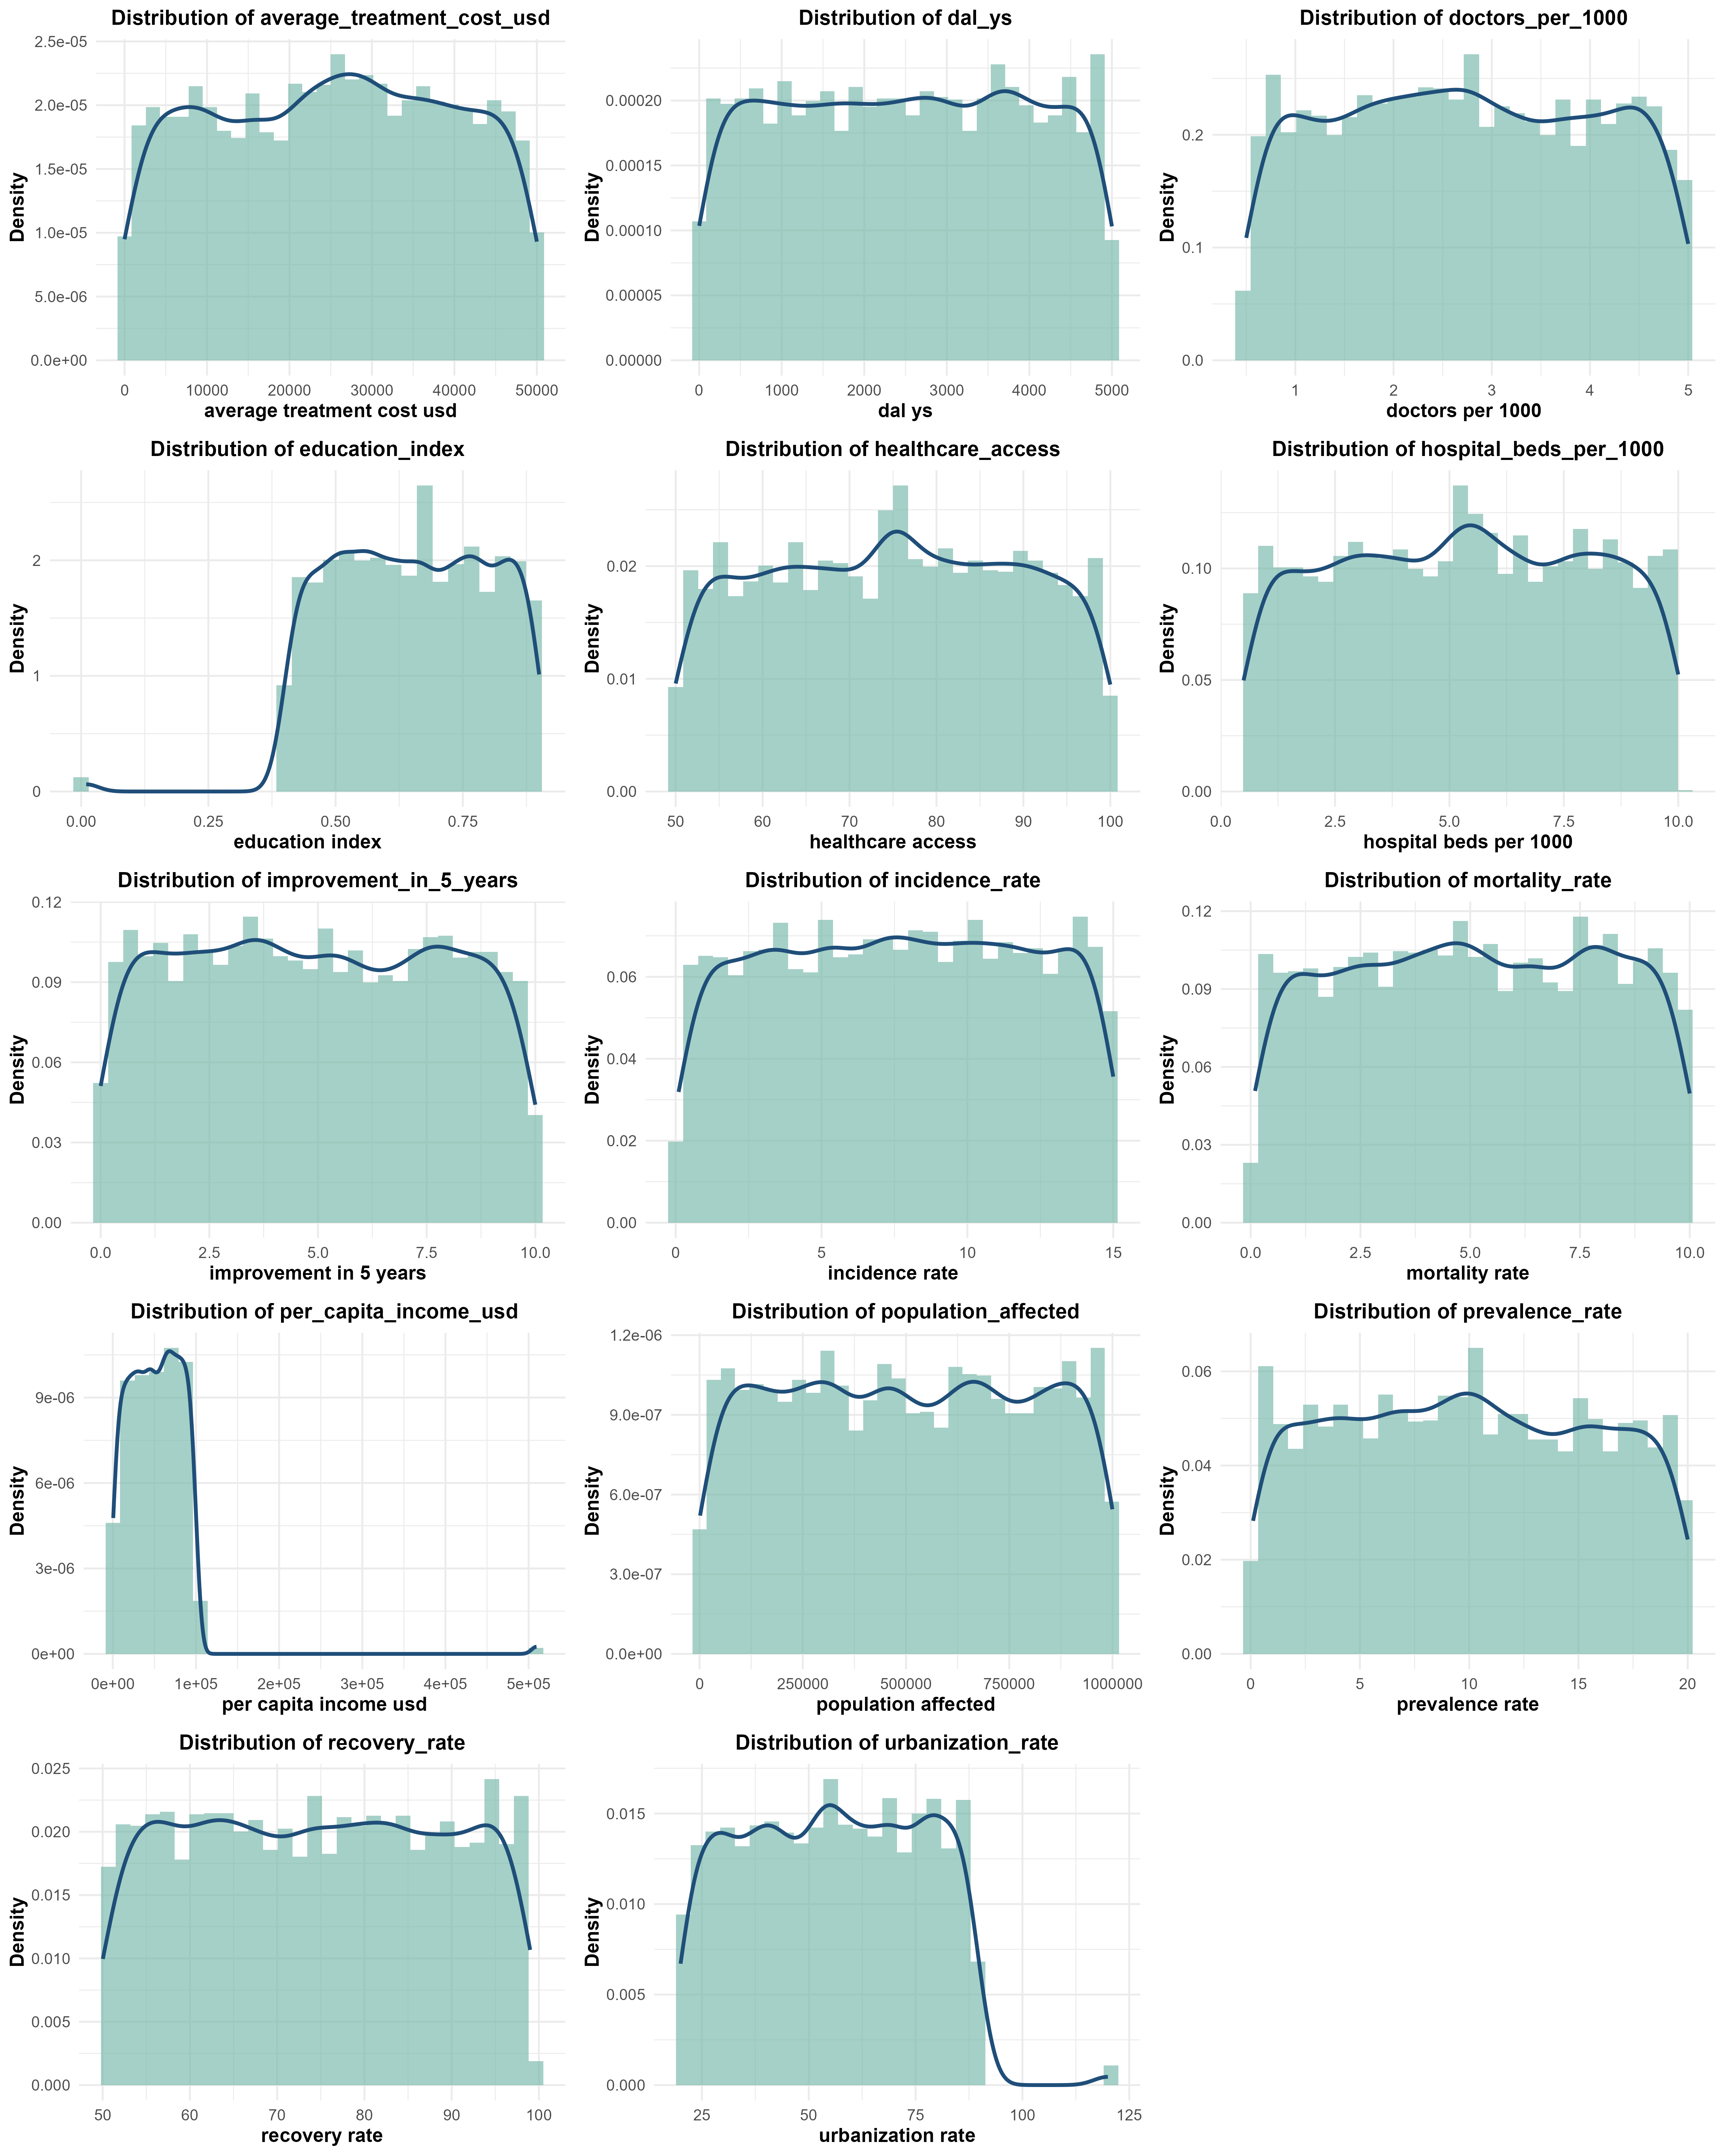 Distribution of average_treatment_cost_usd
2.5e-05
2.0e-05
1.5e-05
1.0e-05
5.0e-06
0.0e+00
Density
0 10000 20000 30000 40000 50000
average treatment cost usd
Distribution of dal_ys
0.00020
0.00015
0.00010
0.00005
0.00000
Density
0 1000 2000 3000 4000 5000
dal ys
Distribution of doctors_per_1000
0.2
0.1
0.0
Density
1 2 3 4 5
doctors per 1000
Distribution of education_index
2
1
0
Density
0.00 0.25 0.50 0.75
education index
Distribution of healthcare_access
0.02
0.01
0.00
Density
50 60 70 80 90 100
healthcare access
Distribution of hospital_beds_per_1000
0.10
0.05
0.00
Density
0.0 2.5 5.0 7.5 10.0
hospital beds per 1000
Distribution of improvement_in_5_years
0.12
0.09
0.06
0.03
0.00
Density
0.0 2.5 5.0 7.5 10.0
improvement in 5 years
Distribution of incidence_rate
0.06
0.04
0.02
0.00
Density
0 5 10 15
incidence rate
Distribution of mortality_rate
0.12
0.09
0.06
0.03
0.00
Density
0.0 2.5 5.0 7.5 10.0
mortality rate
Distribution of per_capita_income_usd
9e-06
6e-06
3e-06
0e+00
Density
0e+00 1e+05 2e+05 3e+05 4e+05 5e+05
per capita income usd
Distribution of population_affected
1.2e-06
9.0e-07
6.0e-07
3.0e-07
0.0e+00
Density
0 250000 500000 750000 1000000
population affected
Distribution of prevalence_rate
0.06
0.04
0.02
0.00
Density
0 5 10 15 20
prevalence rate
Distribution of recovery_rate
0.025
0.020
0.015
0.010
0.005
0.000
Density
50 60 70 80 90 100
recovery rate
Distribution of urbanization_rate
0.015
0.010
0.005
0.000
Density
25 50 75 100 125
urbanization rate